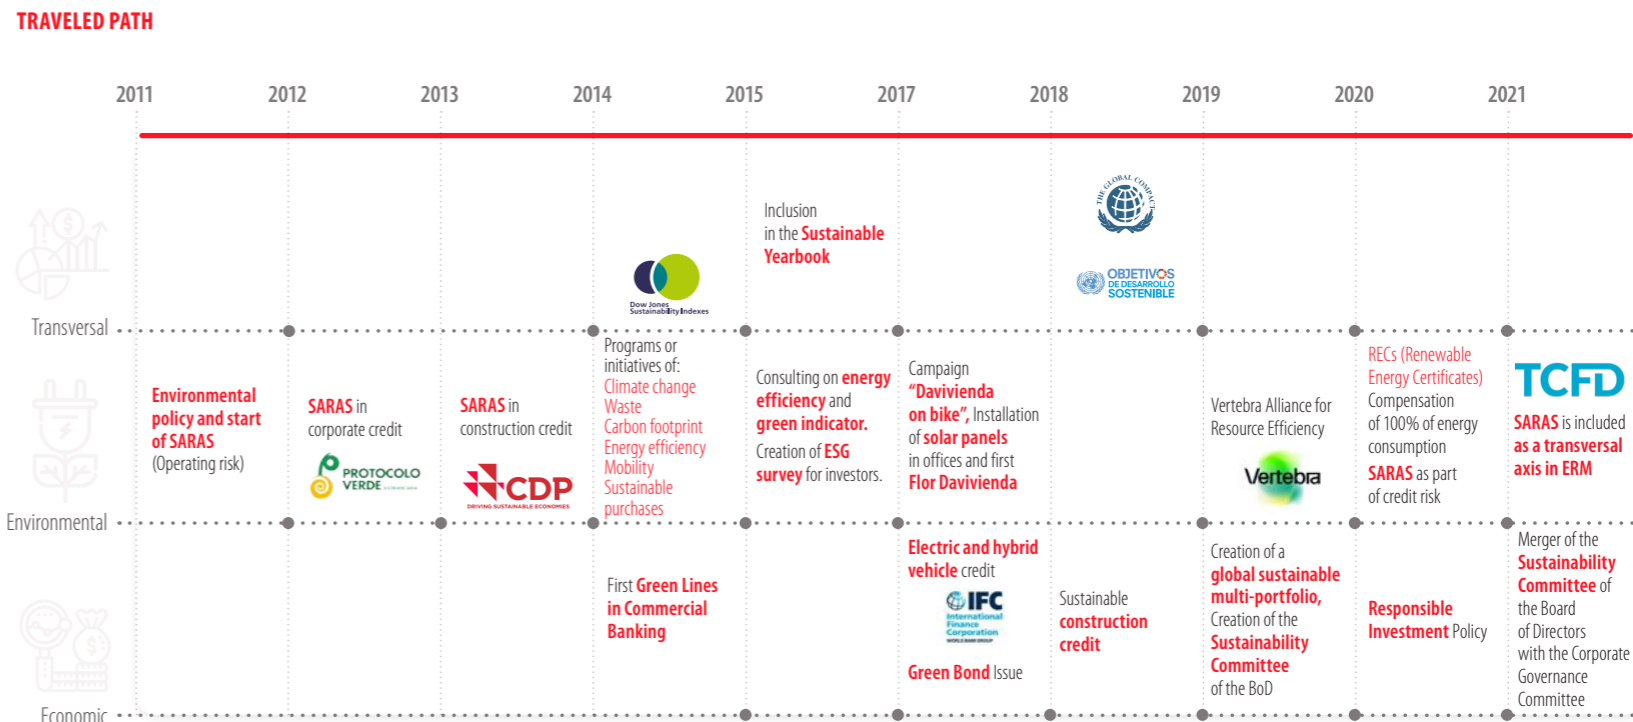 TRAVELED PATH
2011 2012 2013 2014 2015 2017 2018 2019 2020 2021
Transversal
Dow Jones
Sustainability Indexes
Inclusion
in the Sustainable
Yearbook
THE GLOBAL COMPACT
OBJETIVOS
DE DESARROLLO
SOSTENIBLE
Environmental
Environmental
policy and start
of SARAS
(Operating risk)
SARAS in
corporate credit
PROTOCOLO
VERDE
SARAS in
construction credit
CDP
DRIVING SUSTAINABLE ECONOMIES
Programs or
initiatives of:
Climate change
Waste
Carbon footprint
Energy efficiency
Mobility
Sustainable
purchases
Consulting on energy
efficiency and
green indicator.
Creation of ESG
survey for investors.
Campaign
“Davivienda
on bike”, Installation
of solar panels
in offices and first
Flor Davivienda
Vertebra Alliance for
Resource Efficiency
Vertebra
RECs (Renewable
Energy Certificates)
Compensation
of 100% of energy
consumption
SARAS as part
of credit risk
TCFD
SARAS is included
as a transversal
axis in ERM
Economic
First Green Lines
in Commercial
Banking
Electric and hybrid
vehicle credit
IFC
International
Finance
Corporation
WORLD BANK GROUP
Green Bond Issue
Sustainable
construction
credit
Creation of a
global sustainable
multi-portfolio,
Creation of the
Sustainability
Committee
of the BoD
Responsible
Investment Policy
Merger of the
Sustainability
Committee of
the Board
of Directors
with the Corporate
Governance
Committee